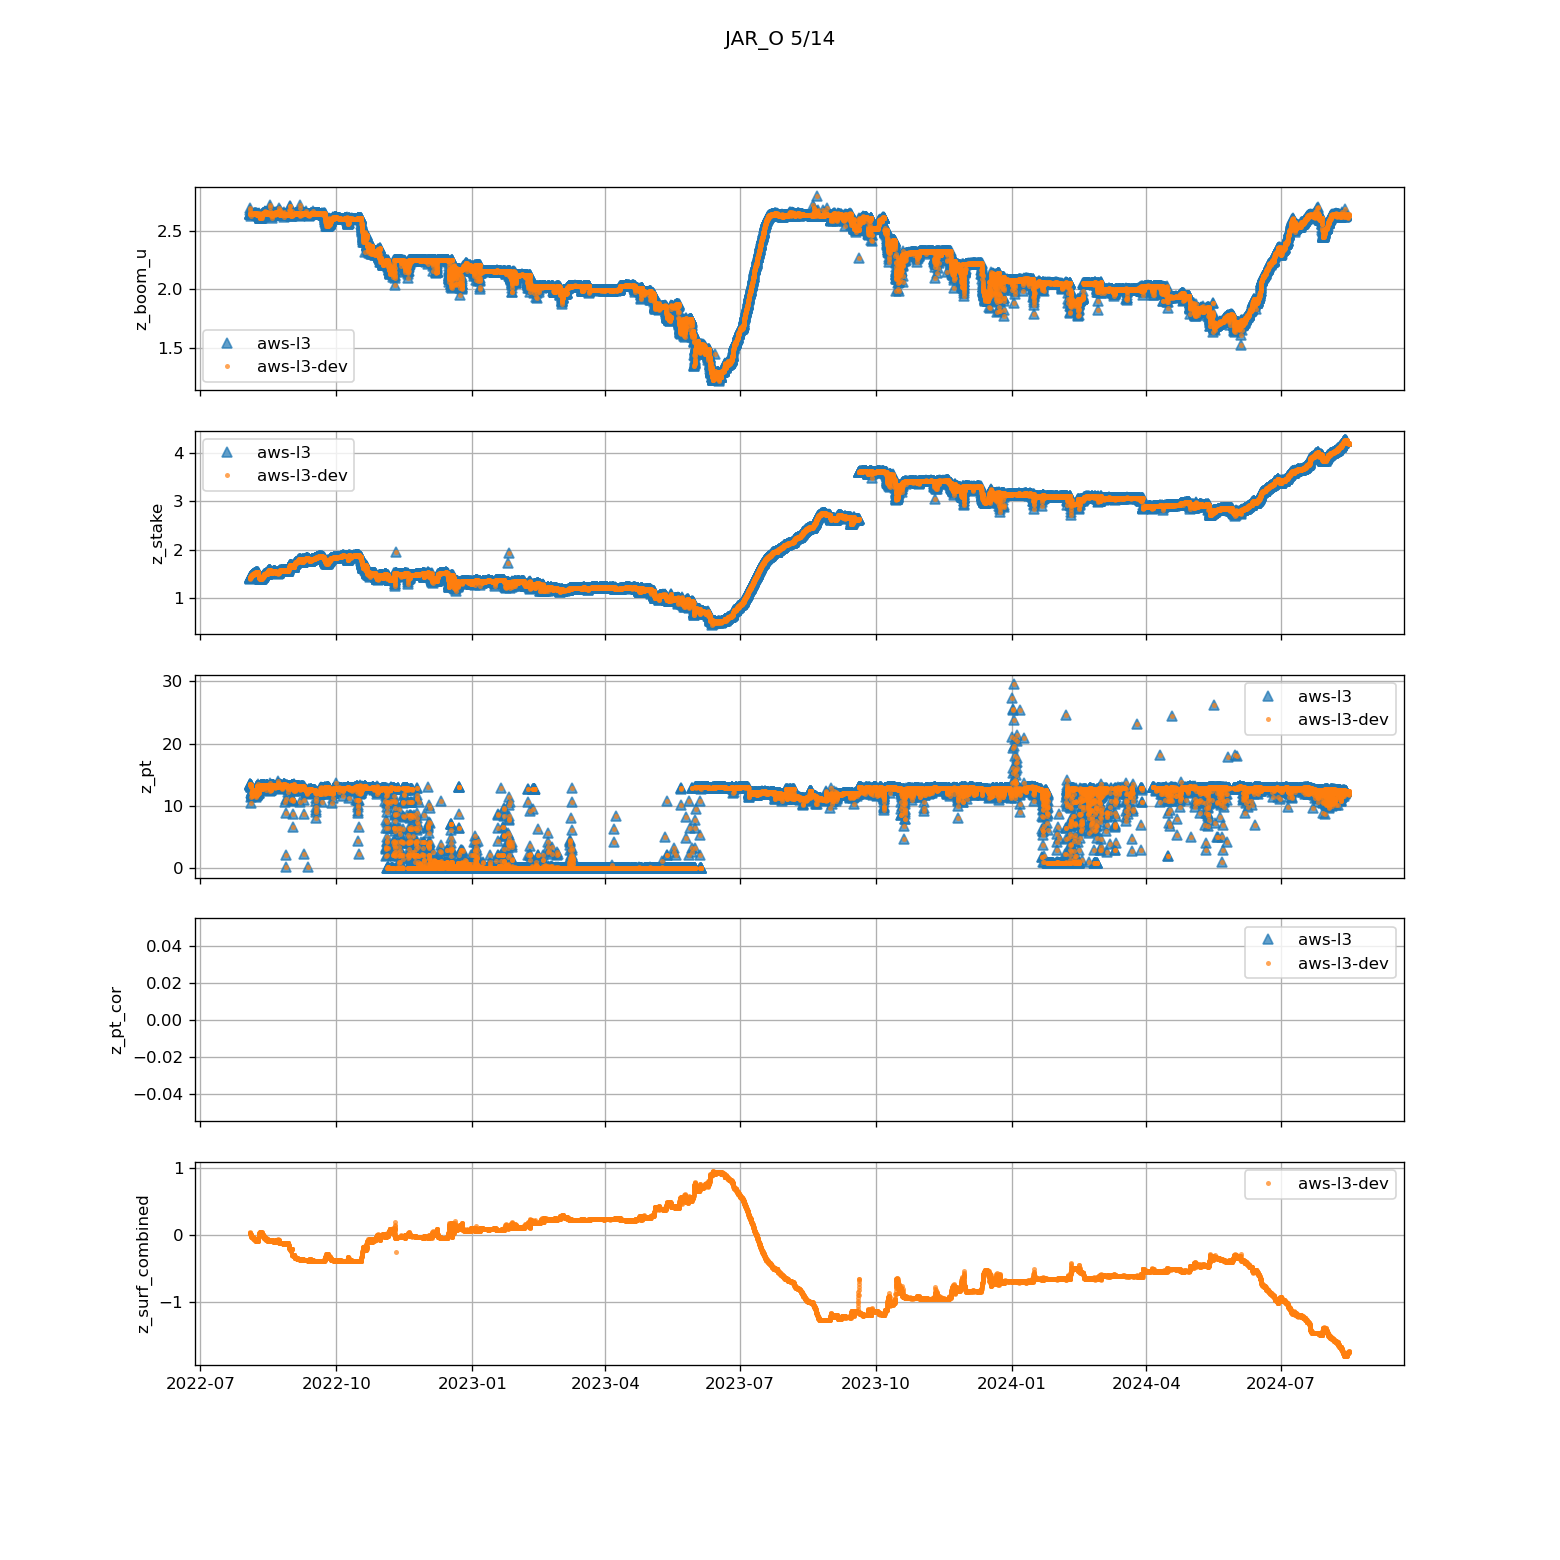 JAR_O 5/14
z_boom_u
2.5
2.0
1.5
aws-l3
aws-l3-dev
z_stake
4
3
2
1
aws-l3
aws-l3-dev
z_pt
30
20
10
0
aws-l3
aws-l3-dev
z_pt_cor
0.04
0.02
0.00
−0.02
−0.04
aws-l3
aws-l3-dev
z_surf_combined
1
0
−1
aws-l3-dev
2022-07 2022-10 2023-01 2023-04 2023-07 2023-10 2024-01 2024-04 2024-07